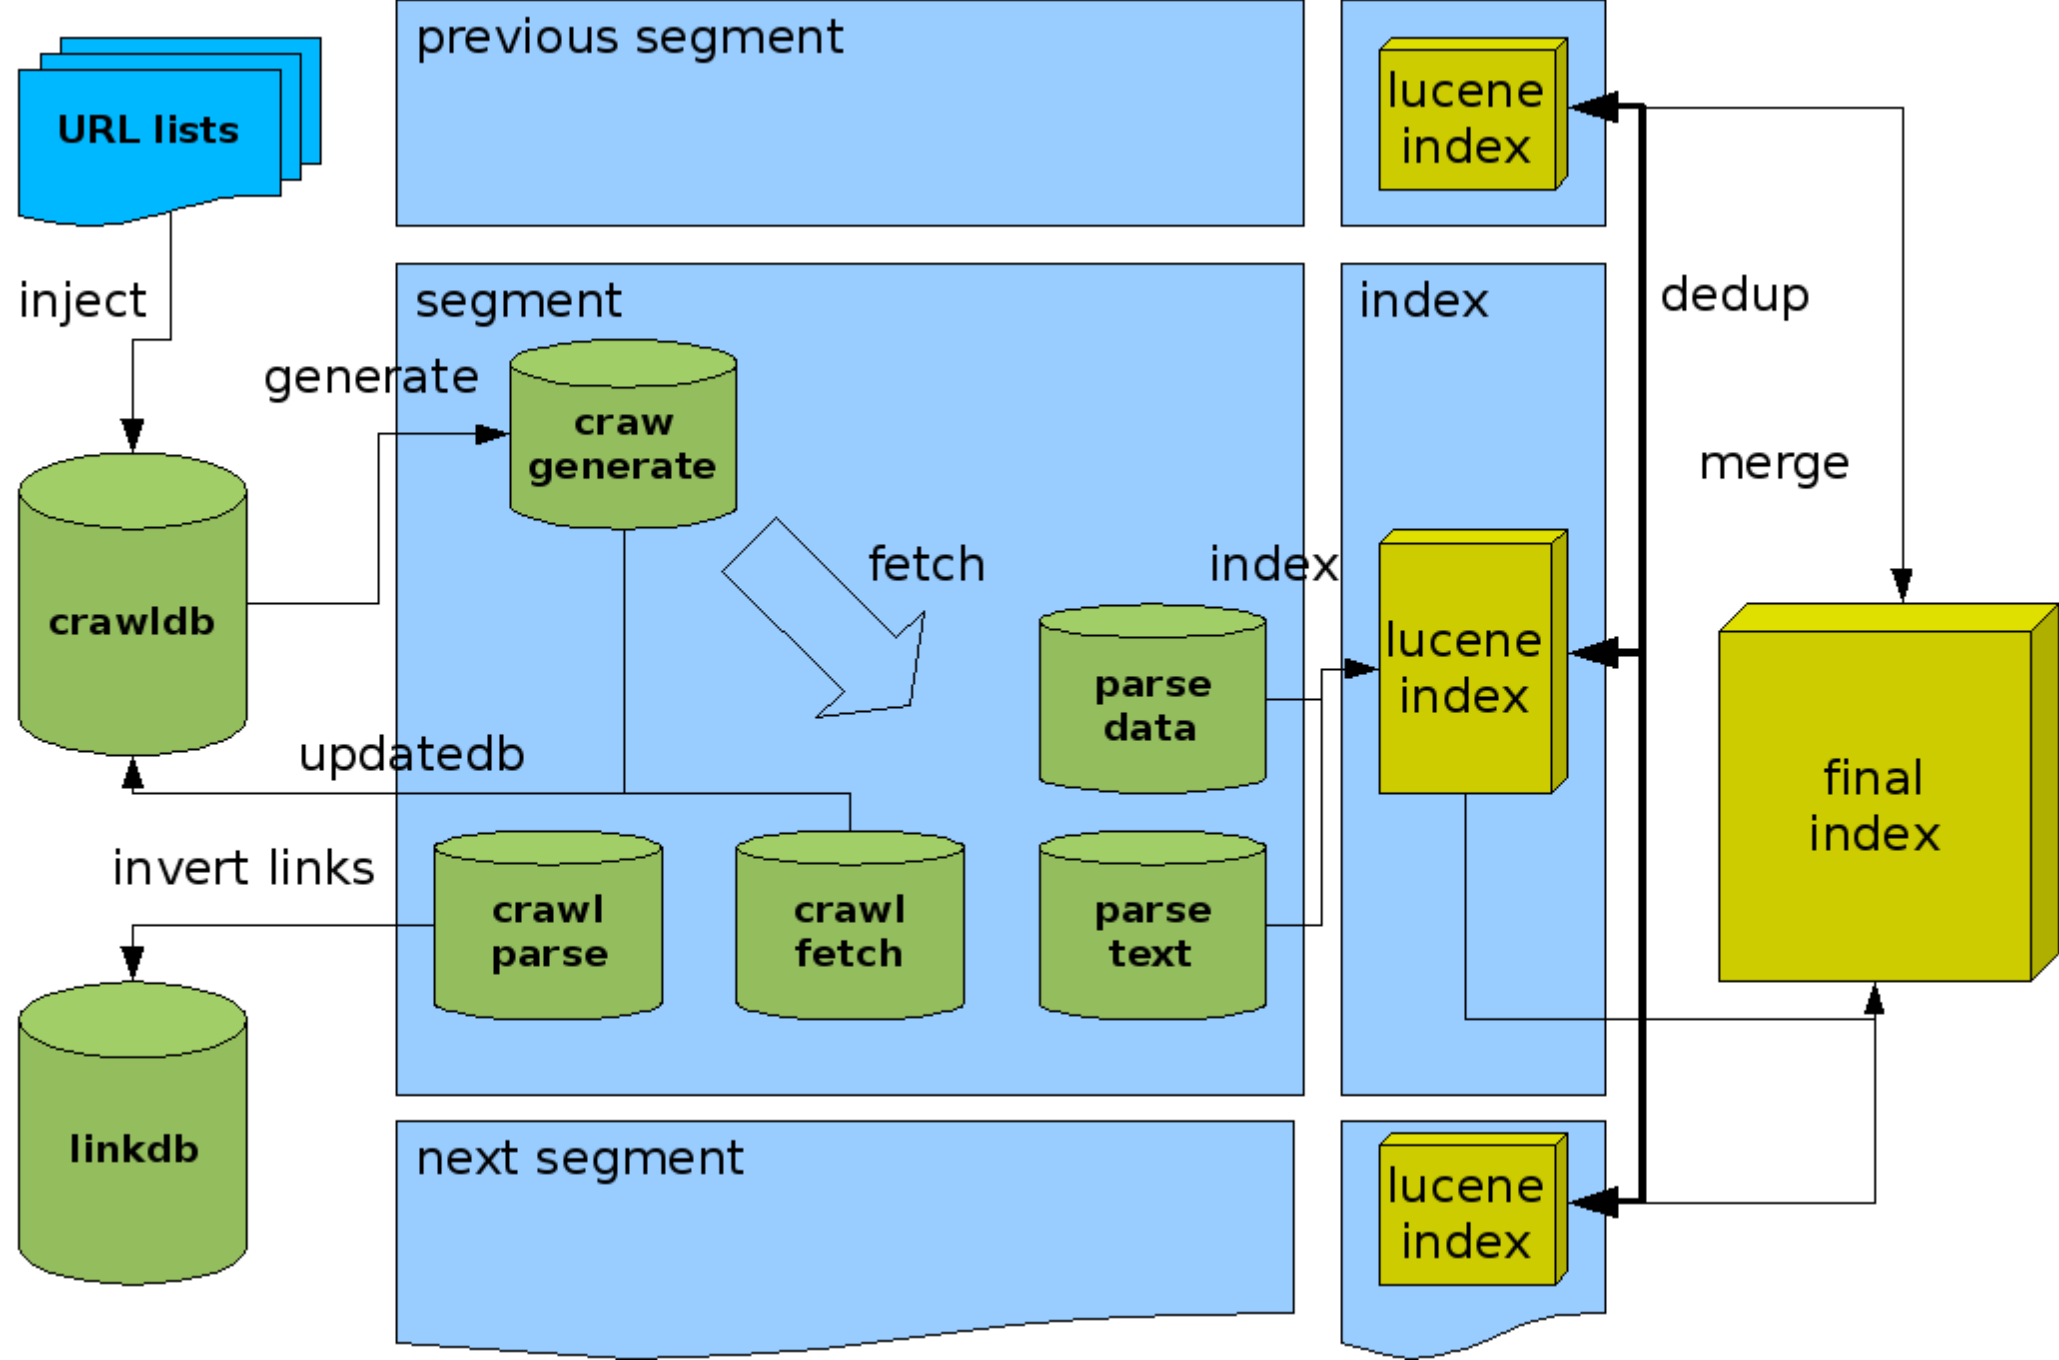 previous segment
lucene
index
URL lists
inject
segment
index
dedup
generate
craw
generate
merge
fetch
index
crawldb
lucene
index
parse
data
updatedb
final
index
invert links
crawl
parse
crawl
fetch
parse
text
linkdb
next segment
lucene
index